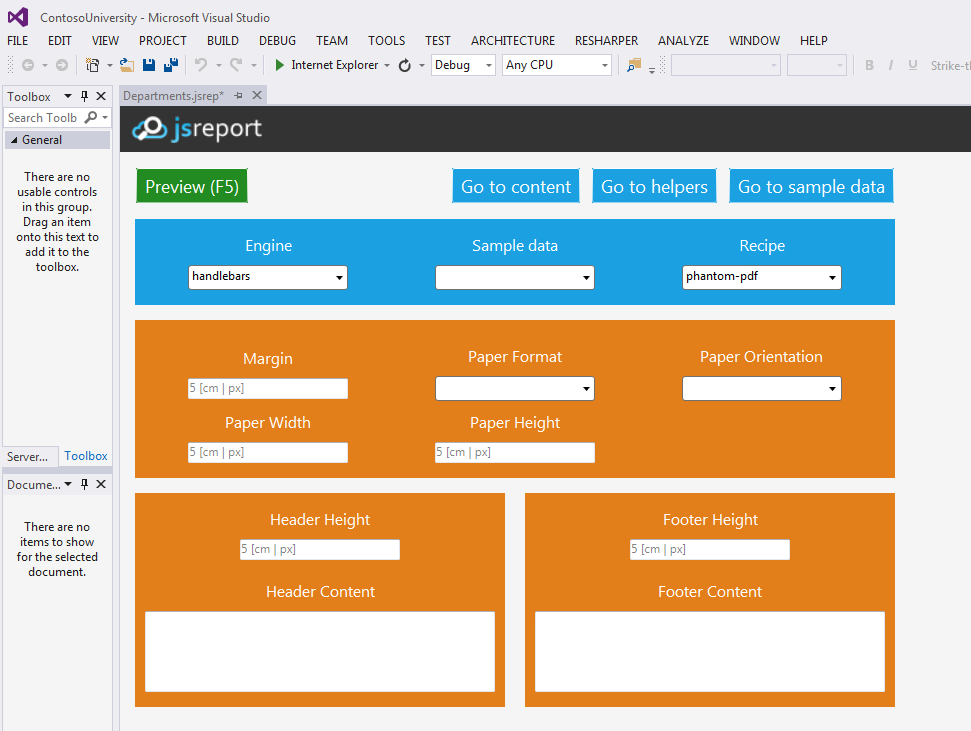 ContosoUniversity - Microsoft Visual Studio
FILE EDIT VIEW PROJECT BUILD DEBUG TEAM TOOLS TEST ARCHITECTURE RESHARPER ANALYZE WINDOW HELP
Internet Explorer Debug Any CPU B I U
Toolbox
Search Toolb
General
There are no
usable controls
in this group.
Drag an item
onto this text to
add it to the
toolbox.
Server... Toolbox
Docume...
There are no
items to show
for the selected
document.
Departments.jsrep*
jsreport
Preview (F5) Go to content Go to helpers Go to sample data
Engine Sample data Recipe
handlebars phantom-pdf
Margin Paper Format Paper Orientation
5 [cm | px]
Paper Width Paper Height
5 [cm | px] 5 [cm | px]
Header Height Footer Height
5 [cm | px] 5 [cm | px]
Header Content Footer Content